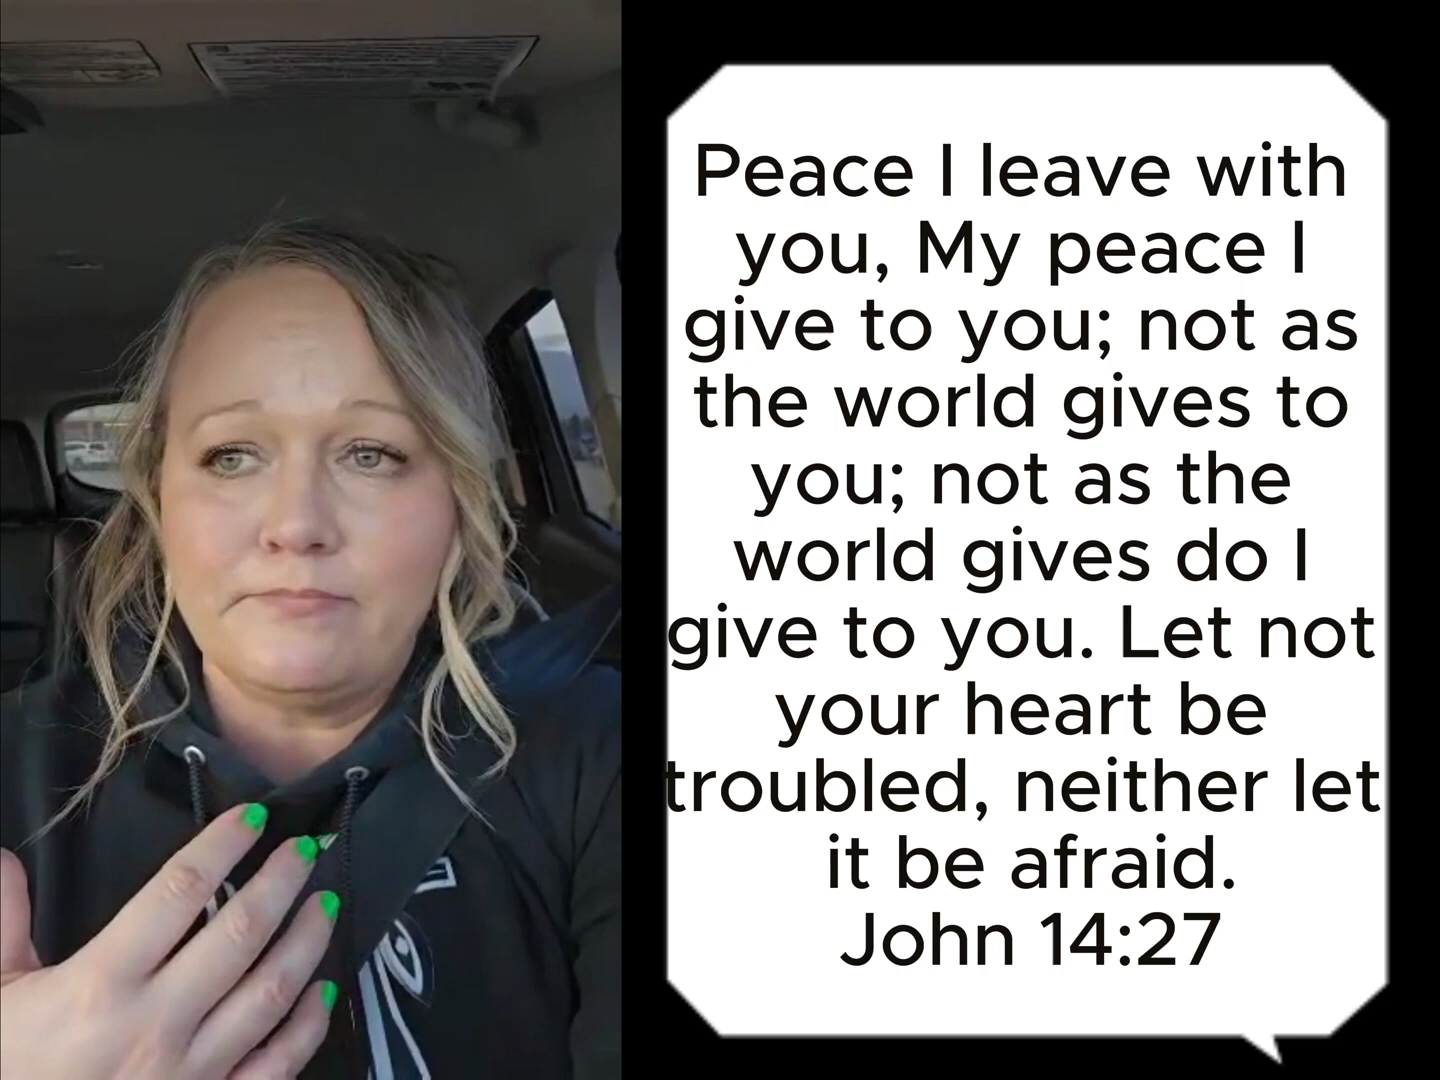 Peace I leave with
you, My peace I
give to you; not as
the world gives to
you; not as the
world gives do I
give to you. Let not
your heart be
troubled, neither let
it be afraid.
John 14:27